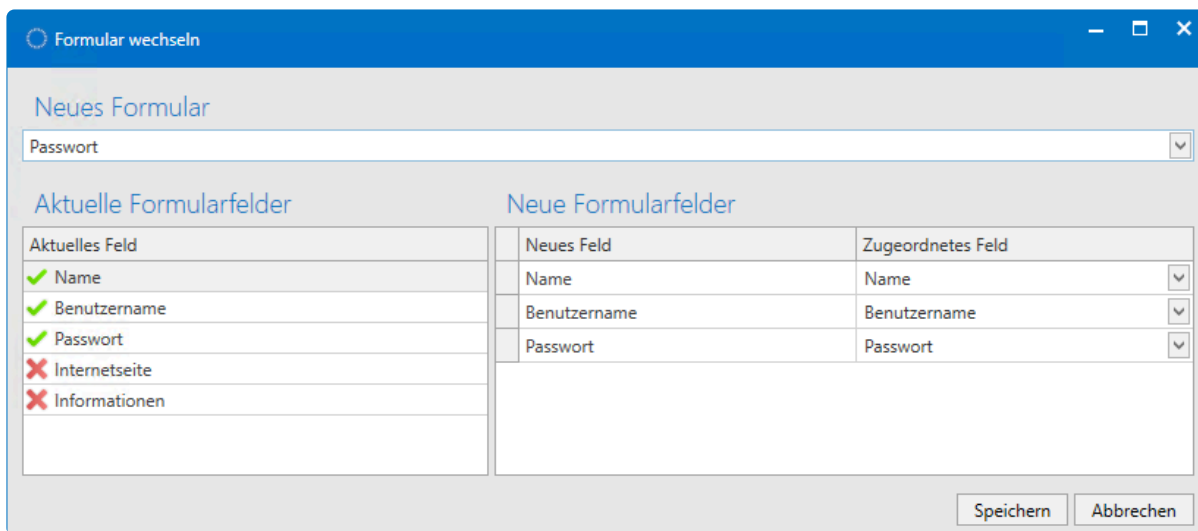 Formular wechseln
Neues Formular
Passwort
Aktuelle Formularfelder
Aktuelles Feld
Name
Benutzername
Passwort
Internetseite
Informationen
Neue Formularfelder
Neues Feld Zugeordnetes Feld
Name Name
Benutzername Benutzername
Passwort Passwort
Speichern Abbrechen